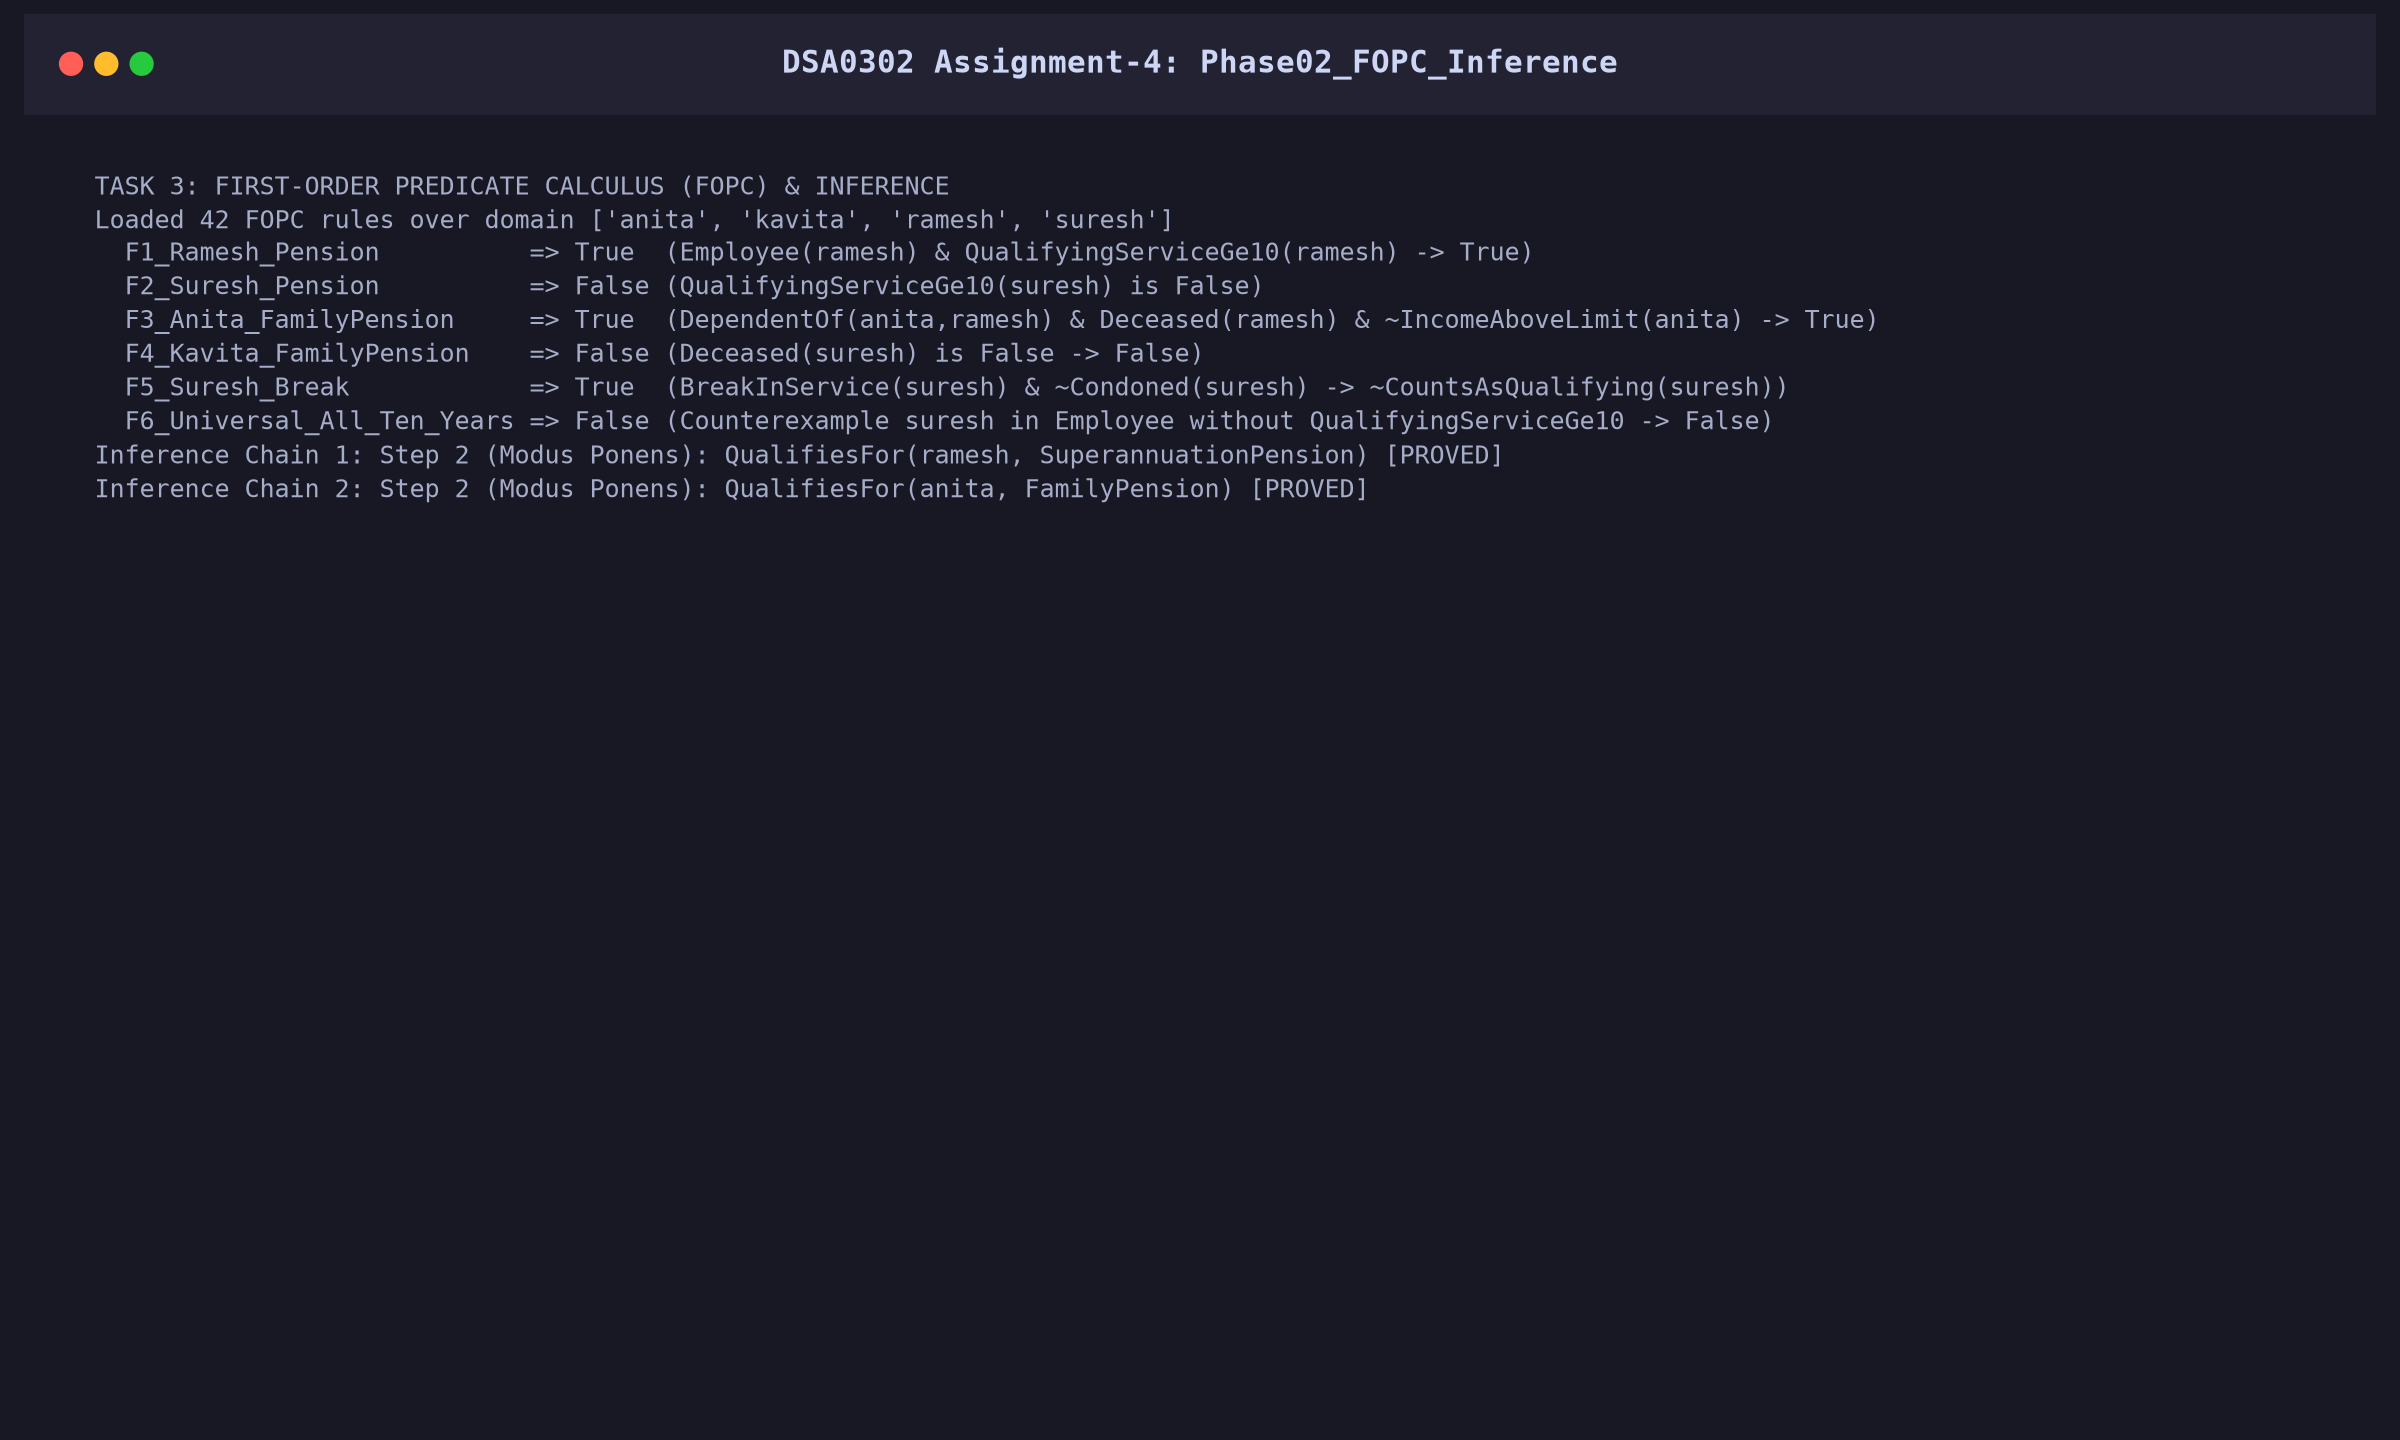 DSA0302 Assignment-4: Phase02_FOPC_Inference
TASK 3: FIRST-ORDER PREDICATE CALCULUS (FOPC) & INFERENCE
Loaded 42 FOPC rules over domain ['anita', 'kavita', 'ramesh', 'suresh']
  F1_Ramesh_Pension          => True  (Employee(ramesh) & QualifyingServiceGe10(ramesh) -> True)
  F2_Suresh_Pension          => False (QualifyingServiceGe10(suresh) is False)
  F3_Anita_FamilyPension     => True  (DependentOf(anita,ramesh) & Deceased(ramesh) & ~IncomeAboveLimit(anita) -> True)
  F4_Kavita_FamilyPension    => False (Deceased(suresh) is False -> False)
  F5_Suresh_Break            => True  (BreakInService(suresh) & ~Condoned(suresh) -> ~CountsAsQualifying(suresh))
  F6_Universal_All_Ten_Years => False (Counterexample suresh in Employee without QualifyingServiceGe10 -> False)
Inference Chain 1: Step 2 (Modus Ponens): QualifiesFor(ramesh, SuperannuationPension) [PROVED]
Inference Chain 2: Step 2 (Modus Ponens): QualifiesFor(anita, FamilyPension) [PROVED]